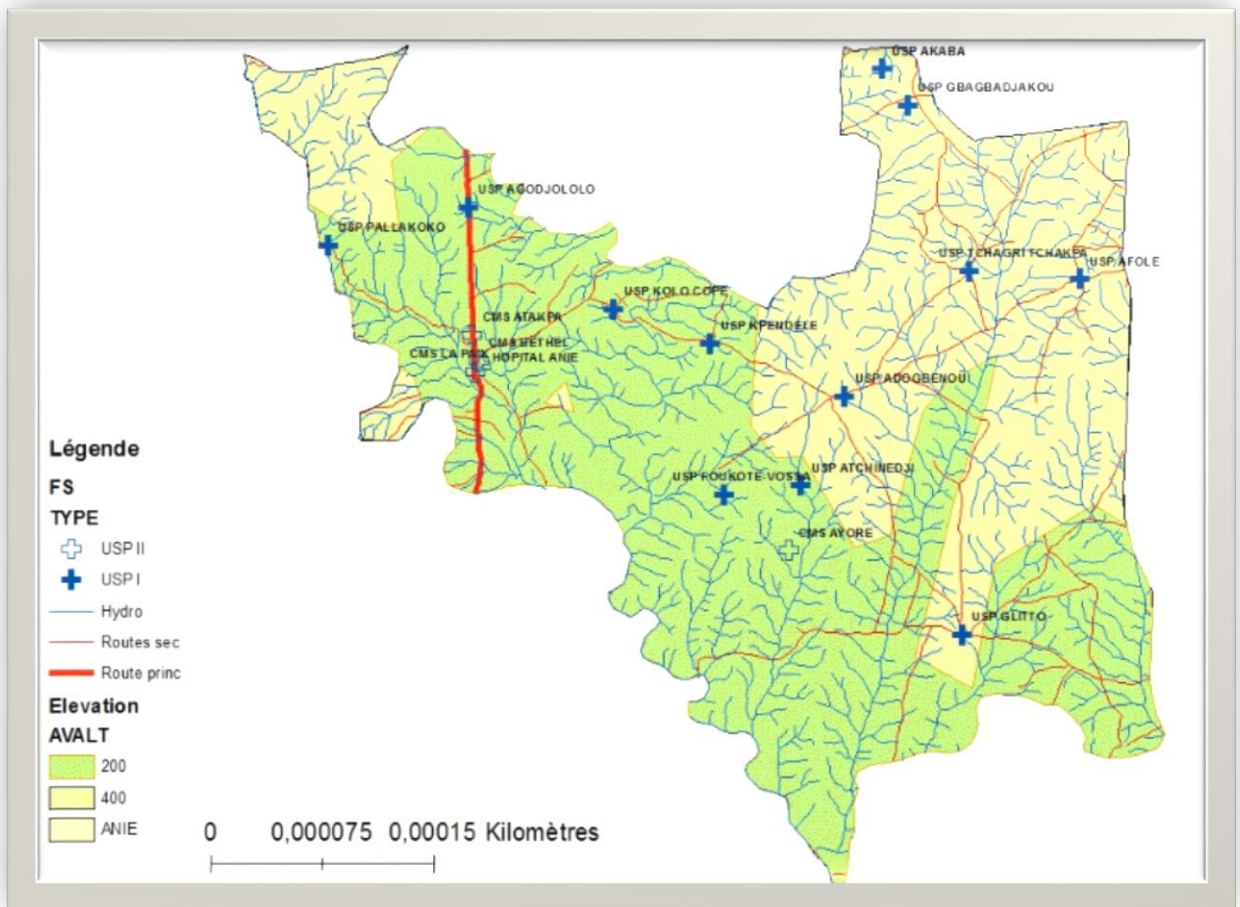 USP AKABA
USP GBAGBADJAKOU
USP AGODJOLOLO
USP PALLAKOKO
USP TCHAGRITCHAKPA
USP AFOLE
USP KOLO COPE
CMS ATAKPA
USP KPENDELE
CMS BETHEL
CMS LA PAIX
HOPITAL ANIE
USP ADOGBENOU
USP ATCHINEDJI
USP FOUKOTE-VOSSA
CMS AYORE
USP GLITTO
Légende
FS
TYPE
USP II
USP I
Hydro
Routes sec
Route princ
Elevation
AVALT
200
400
ANIE
0 0,000075 0,00015 Kilomètres